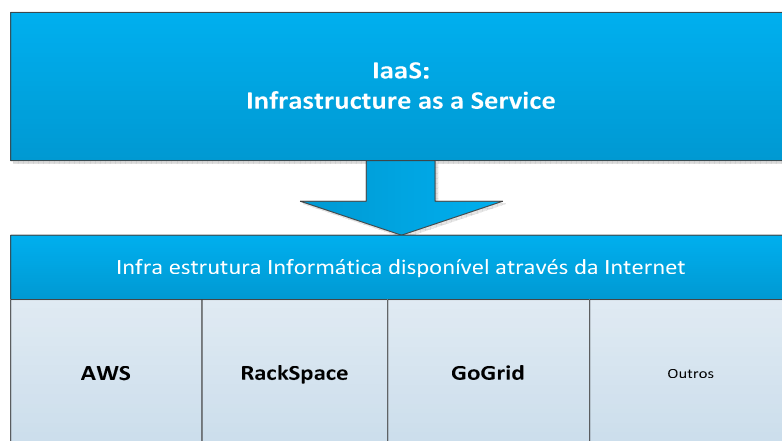 IaaS:
Infrastructure as a Service
Infra estrutura Informática disponível através da Internet
AWS
RackSpace
GoGrid
Outros